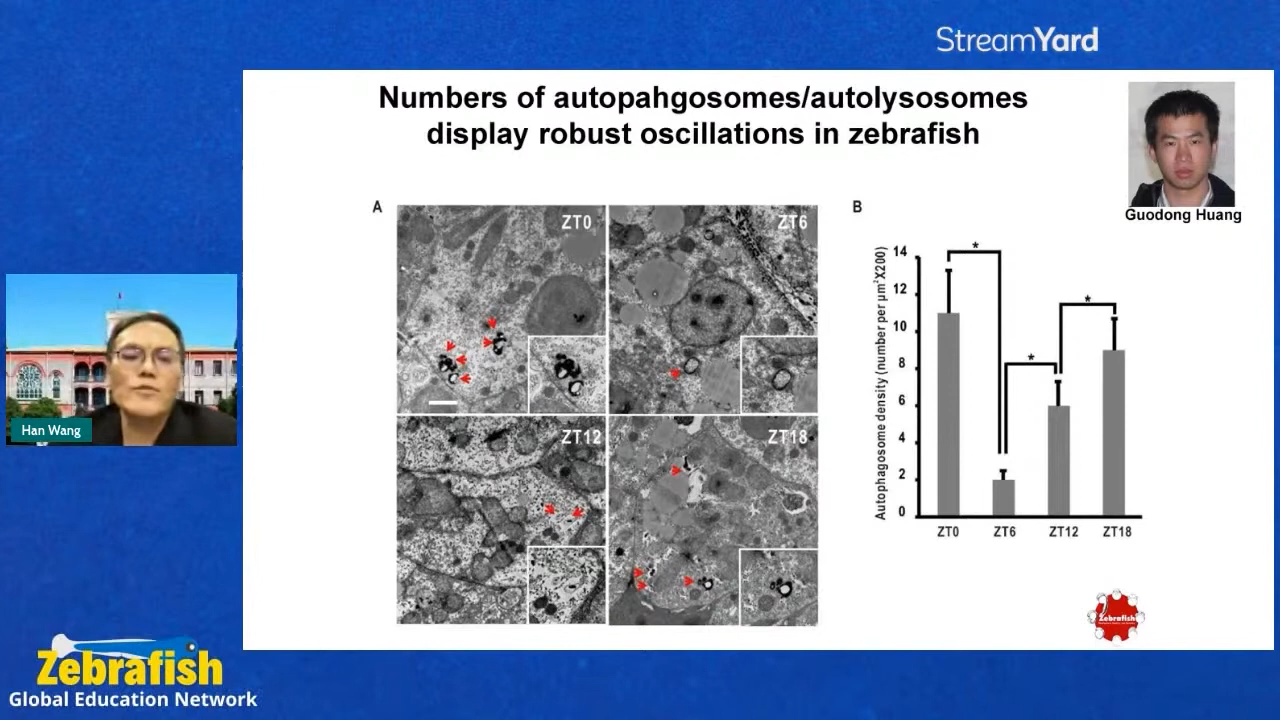 StreamYard
Numbers of autopahgosomes/autolysosomes
display robust oscillations in zebrafish
Guodong Huang
A
ZT0
ZT6
ZT12
ZT18
B
Autophagosome density (number per µm²X200)
14
12
10
8
6
4
2
0
*
*
*
ZT0
ZT6
ZT12
ZT18
Han Wang
Zebrafish
Zebrafish
Global Education Network